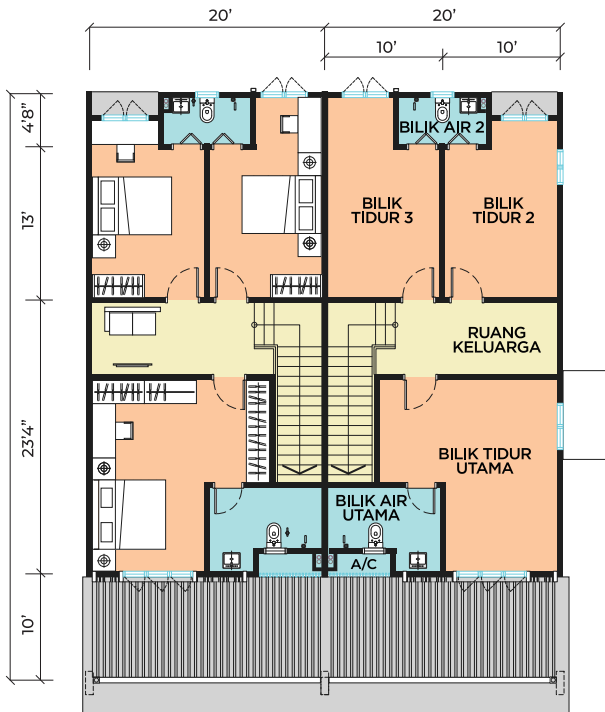 20'
20'
10'
10'
4'8"
13'
23'4"
10'
BILIK AIR 2
BILIK
TIDUR 3
BILIK
TIDUR 2
RUANG
KELUARGA
BILIK TIDUR
UTAMA
BILIK AIR
UTAMA
A/C